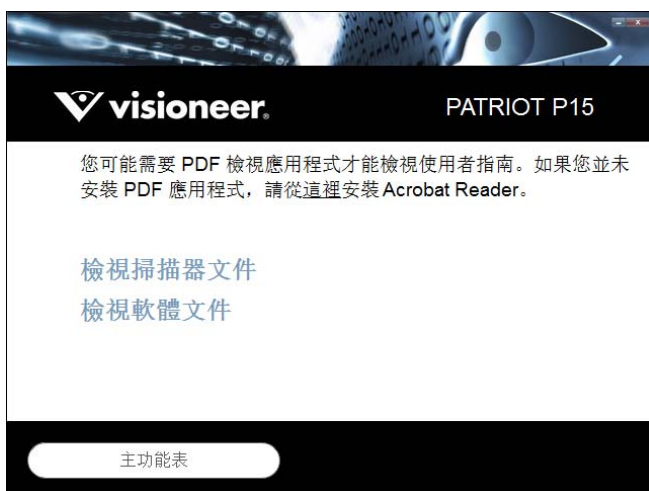 visioneer®
PATRIOT P15
您可能需要 PDF 檢視應用程式才能檢視使用者指南。如果您並未
安裝 PDF 應用程式，請從這裡安裝 Acrobat Reader。
檢視掃描器文件
檢視軟體文件
主功能表